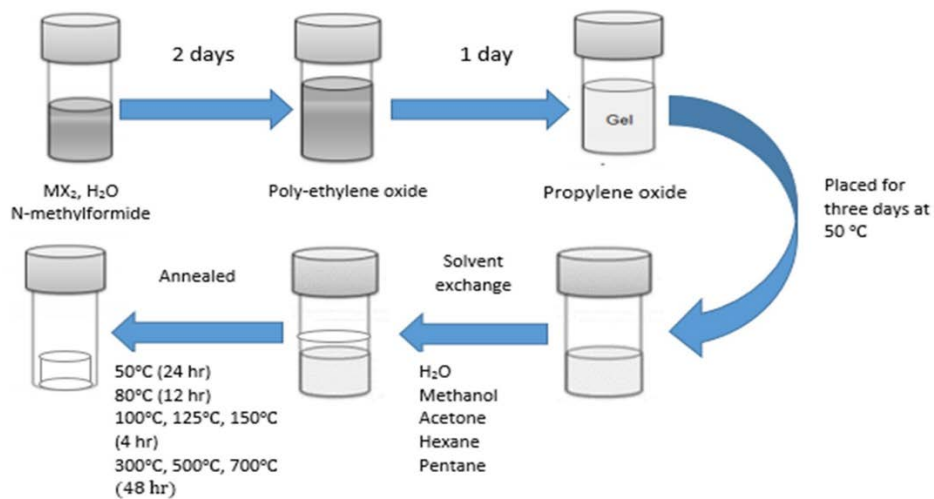 2 days
1 day
Gel
MX₂, H₂O
N-methylformide
Poly-ethylene oxide
Propylene oxide
Placed for
three days at
50 °C
Solvent
exchange
H₂O
Methanol
Acetone
Hexane
Pentane
Annealed
50°C (24 hr)
80°C (12 hr)
100°C, 125°C, 150°C
(4 hr)
300°C, 500°C, 700°C
(48 hr)